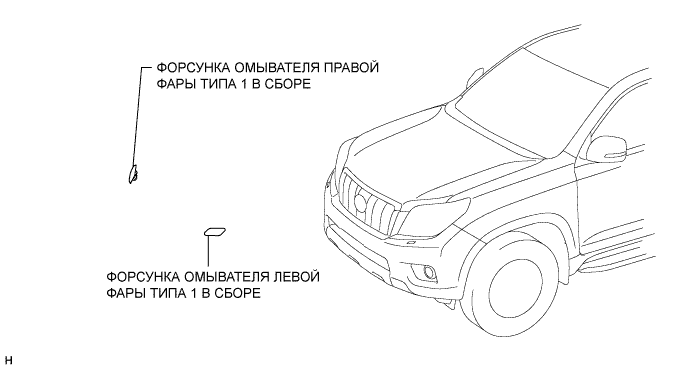 ФОРСУНКА ОМЫВАТЕЛЯ ПРАВОЙ
ФАРЫ ТИПА 1 В СБОРЕ
ФОРСУНКА ОМЫВАТЕЛЯ ЛЕВОЙ
ФАРЫ ТИПА 1 В СБОРЕ
H